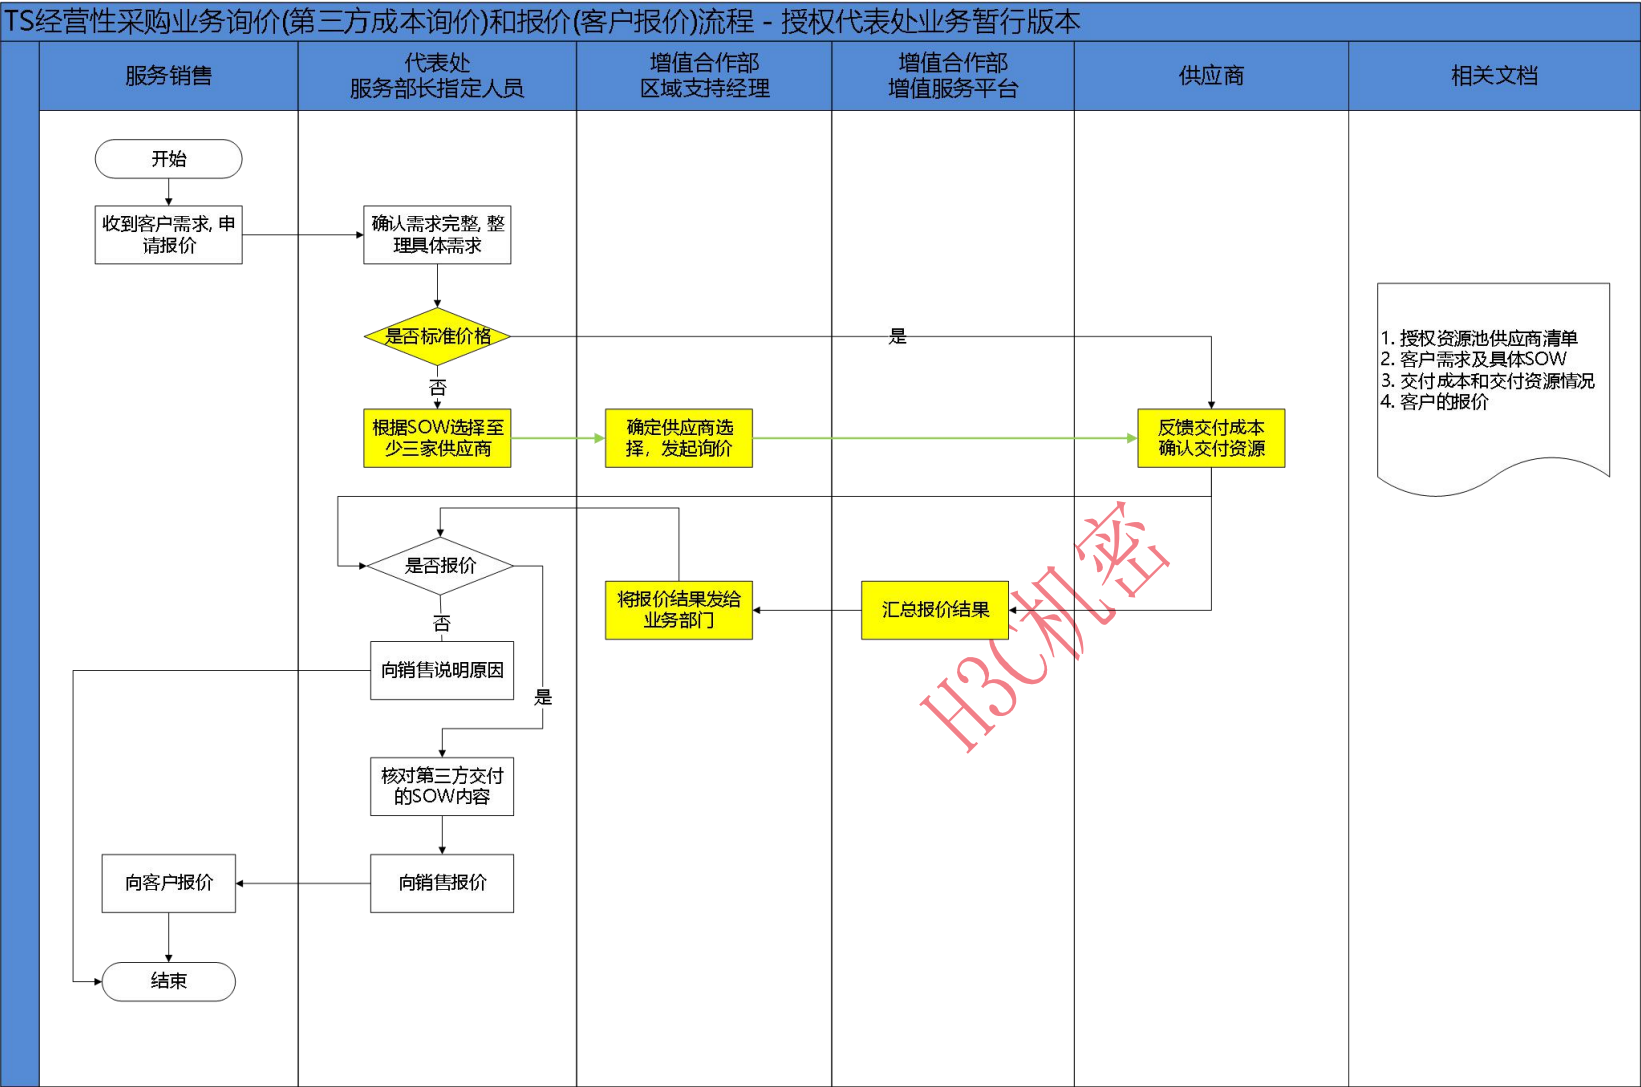 TS经营性采购业务询价(第三方成本询价)和报价(客户报价)流程 - 授权代表处业务暂行版本
服务销售
代表处
服务部长指定人员
增值合作部
区域支持经理
增值合作部
增值服务平台
供应商
相关文档
开始
收到客户需求, 申
请报价
确认需求完整, 整
理具体需求
是否标准价格
是
否
根据SOW选择至
少三家供应商
确定供应商选
择，发起询价
反馈交付成本
确认交付资源
1. 授权资源池供应商清单
2. 客户需求及具体SOW
3. 交付成本和交付资源情况
4. 客户的报价
是否报价
否
将报价结果发给
业务部门
汇总报价结果
向销售说明原因
是
核对第三方交付
的SOW内容
向客户报价
向销售报价
结束
H3C机密